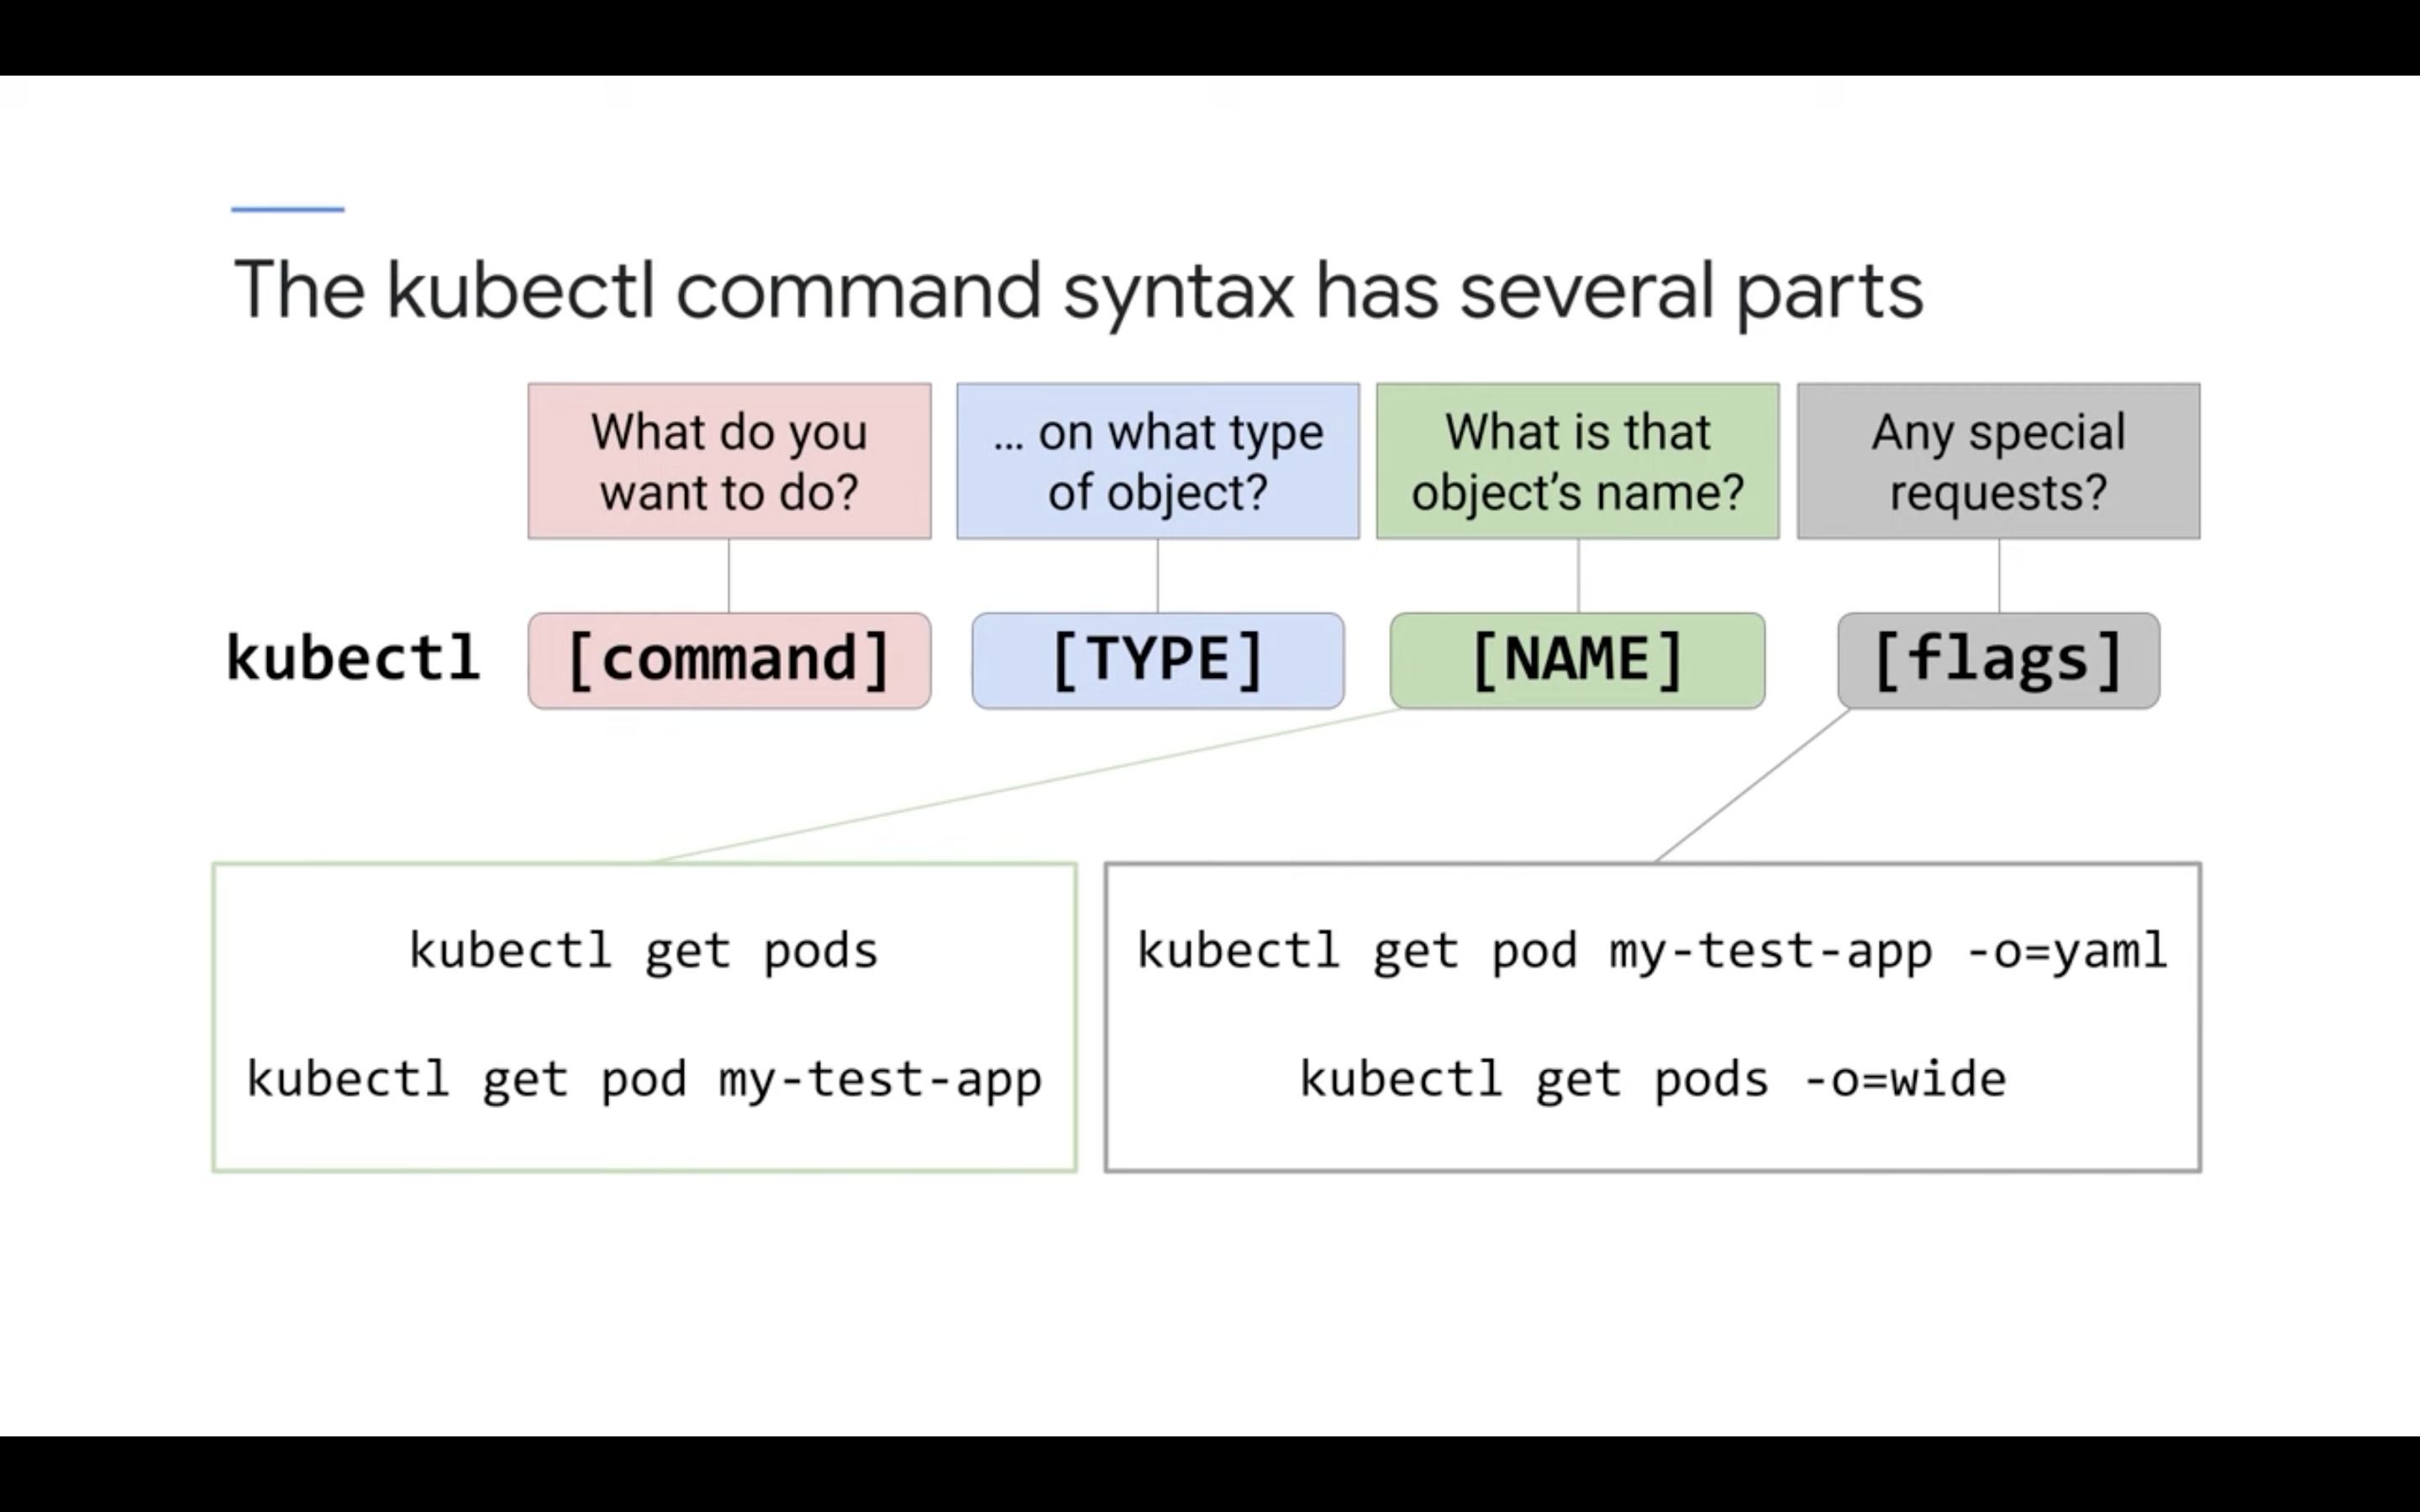 The kubectl command syntax has several parts
What do you
want to do?
... on what type
of object?
What is that
object’s name?
Any special
requests?
kubectl [command] [TYPE] [NAME] [flags]
kubectl get pods
kubectl get pod my-test-app
kubectl get pod my-test-app -o=yaml
kubectl get pods -o=wide